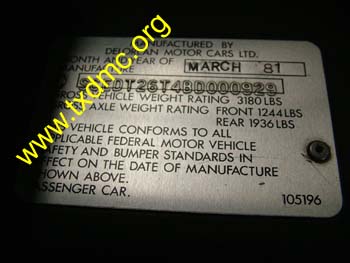 MANUFACTURED BY
DELOREAN MOTOR CARS LTD.
MONTH AND YEAR OF
MANUFACTURE MARCH 81
DT26T4BD000929
VEHICLE WEIGHT RATING 3180 LBS
AXLE WEIGHT RATING FRONT 1244 LBS
REAR 1936 LBS
VEHICLE CONFORMS TO ALL
APPLICABLE FEDERAL MOTOR VEHICLE
SAFETY AND BUMPER STANDARDS IN
EFFECT ON THE DATE OF MANUFACTURE
SHOWN ABOVE.
PASSENGER CAR.
105196
www.txdmc.org